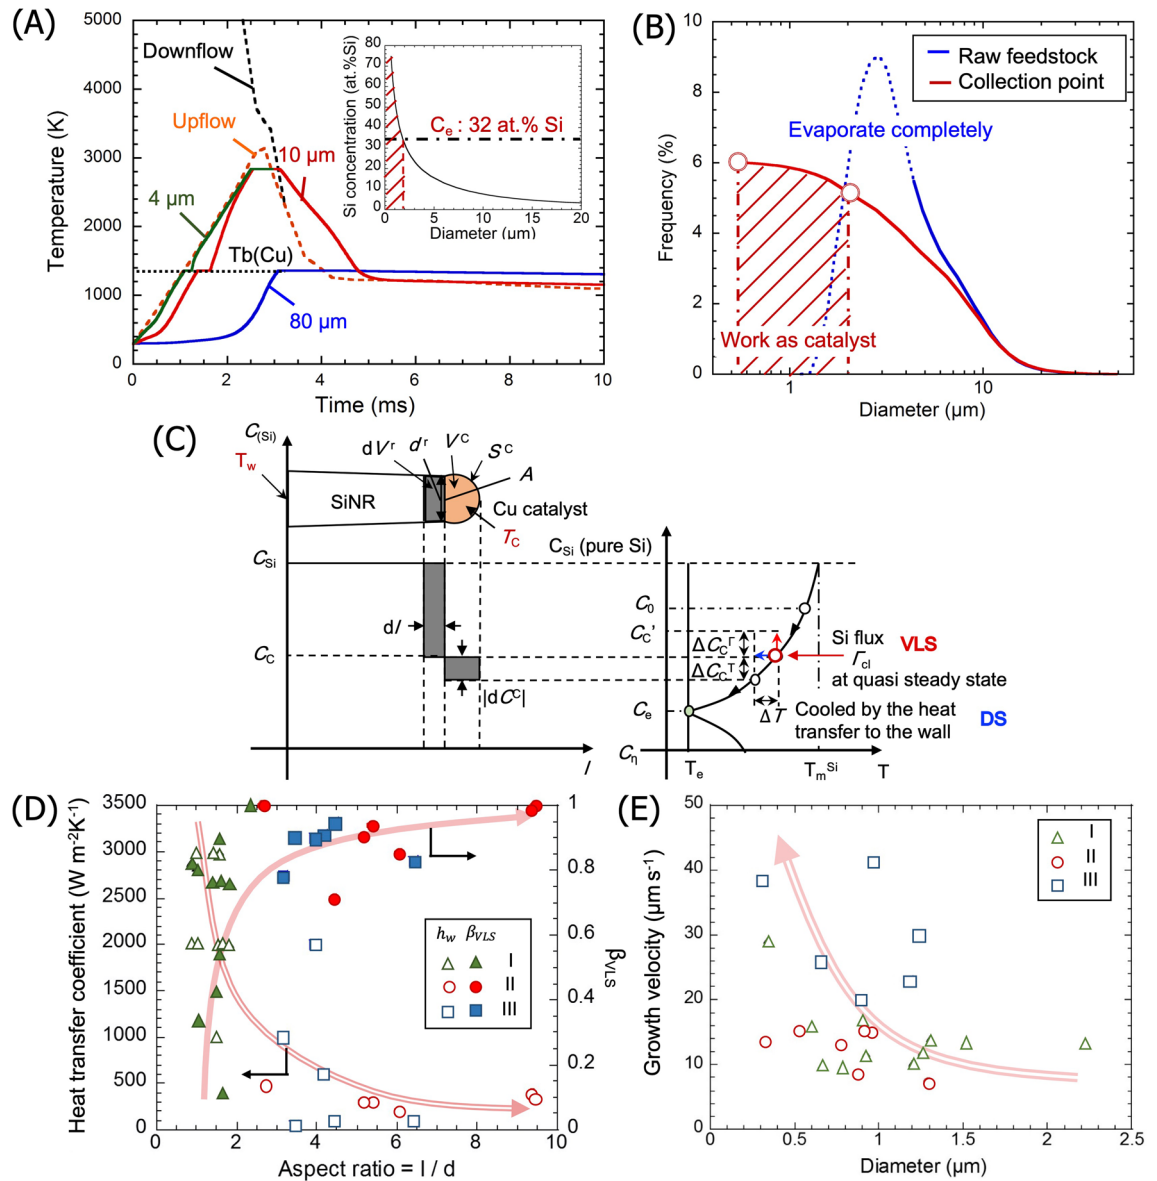 (A)
5000
4000
3000
2000
1000
0
Temperature (K)
0
2
4
6
8
10
Time (ms)
Downflow
Upflow
4 μm
10 μm
80 μm
Tb(Cu)
80
70
60
50
40
30
20
10
0
Si concentration (at.%Si)
Ce : 32 at.% Si
0
5
10
15
20
Diameter (μm)
(B)
10
8
6
4
2
0
Frequency (%)
Raw feedstock
Collection point
Evaporate completely
Work as catalyst
1
10
Diameter (μm)
(C)
C(Si)
Tw
SiNR
dVr
dr
VC
SC
A
Cu catalyst
TC
CSi
CC
dl
|dCC|
l
CSi (pure Si)
C0
CC'
ΔCCΓ
ΔCCT
Ce
Cη
ΔT
Si flux
Γcl
at quasi steady state
VLS
Cooled by the heat
transfer to the wall
DS
Te
TmSi
T
(D)
3500
3000
2500
2000
1500
1000
500
0
Heat transfer coefficient (W m-2K-1)
1
0.8
0.6
0.4
0.2
0
βVLS
hw βVLS
I
II
III
0
2
4
6
8
10
Aspect ratio = l / d
(E)
50
40
30
20
10
0
Growth velocity (μm s-1)
I
II
III
0
0.5
1
1.5
2
2.5
Diameter (μm)